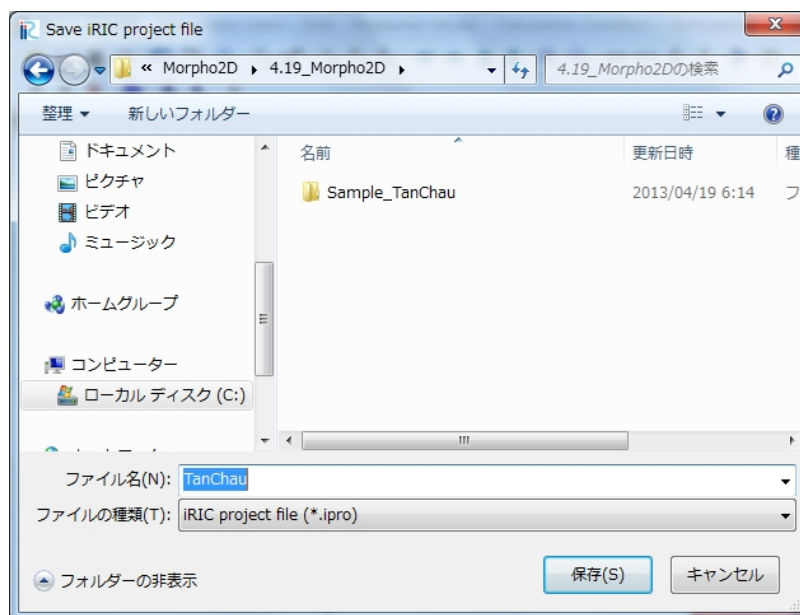 Save iRIC project file
« Morpho2D ▸ 4.19_Morpho2D ▸
4.19_Morpho2Dの検索
整理 ▼ 新しいフォルダー
ドキュメント
ピクチャ
ビデオ
ミュージック
ホームグループ
コンピューター
ローカル ディスク (C:)
名前 更新日時 種
Sample_TanChau 2013/04/19 6:14 フ
ファイル名(N): TanChau
ファイルの種類(T): iRIC project file (*.ipro)
フォルダーの非表示
保存(S) キャンセル